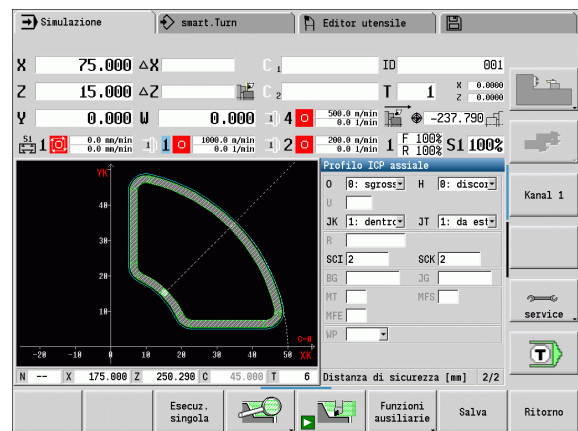 Simulazione
smart.Turn
Editor utensile
X 75.000 △X C 1 ID 001
Z 15.000 △Z C 2 T 1 X 0.0000 Z 0.0000
Y 0.000 W 0.000 4 500.0 m/min 0.0 1/min -237.790
S1 1 0.0 mm/min 0.0 mm/min 1 1000.0 m/min 0.0 1/min 2 200.0 m/min 0.0 1/min 1 F 100% R 100% S1 100%
YK
40
30
20
10
-20 -10 0 10 20 30 40 50 XK
C-0
N -- X 175.000 Z 250.290 C 45.000 T 6
Profilo ICP assiale
O 0: sgross H 0: discon
U
JK 1: dentro JT 1: da est
R
SCI 2 SCK 2
BG JG
MT MFS
MFE
WP
Distanza di sicurezza [mm] 2/2
Kanal 1
service
T
Esecuz. singola
Funzioni ausiliarie
Salva
Ritorno